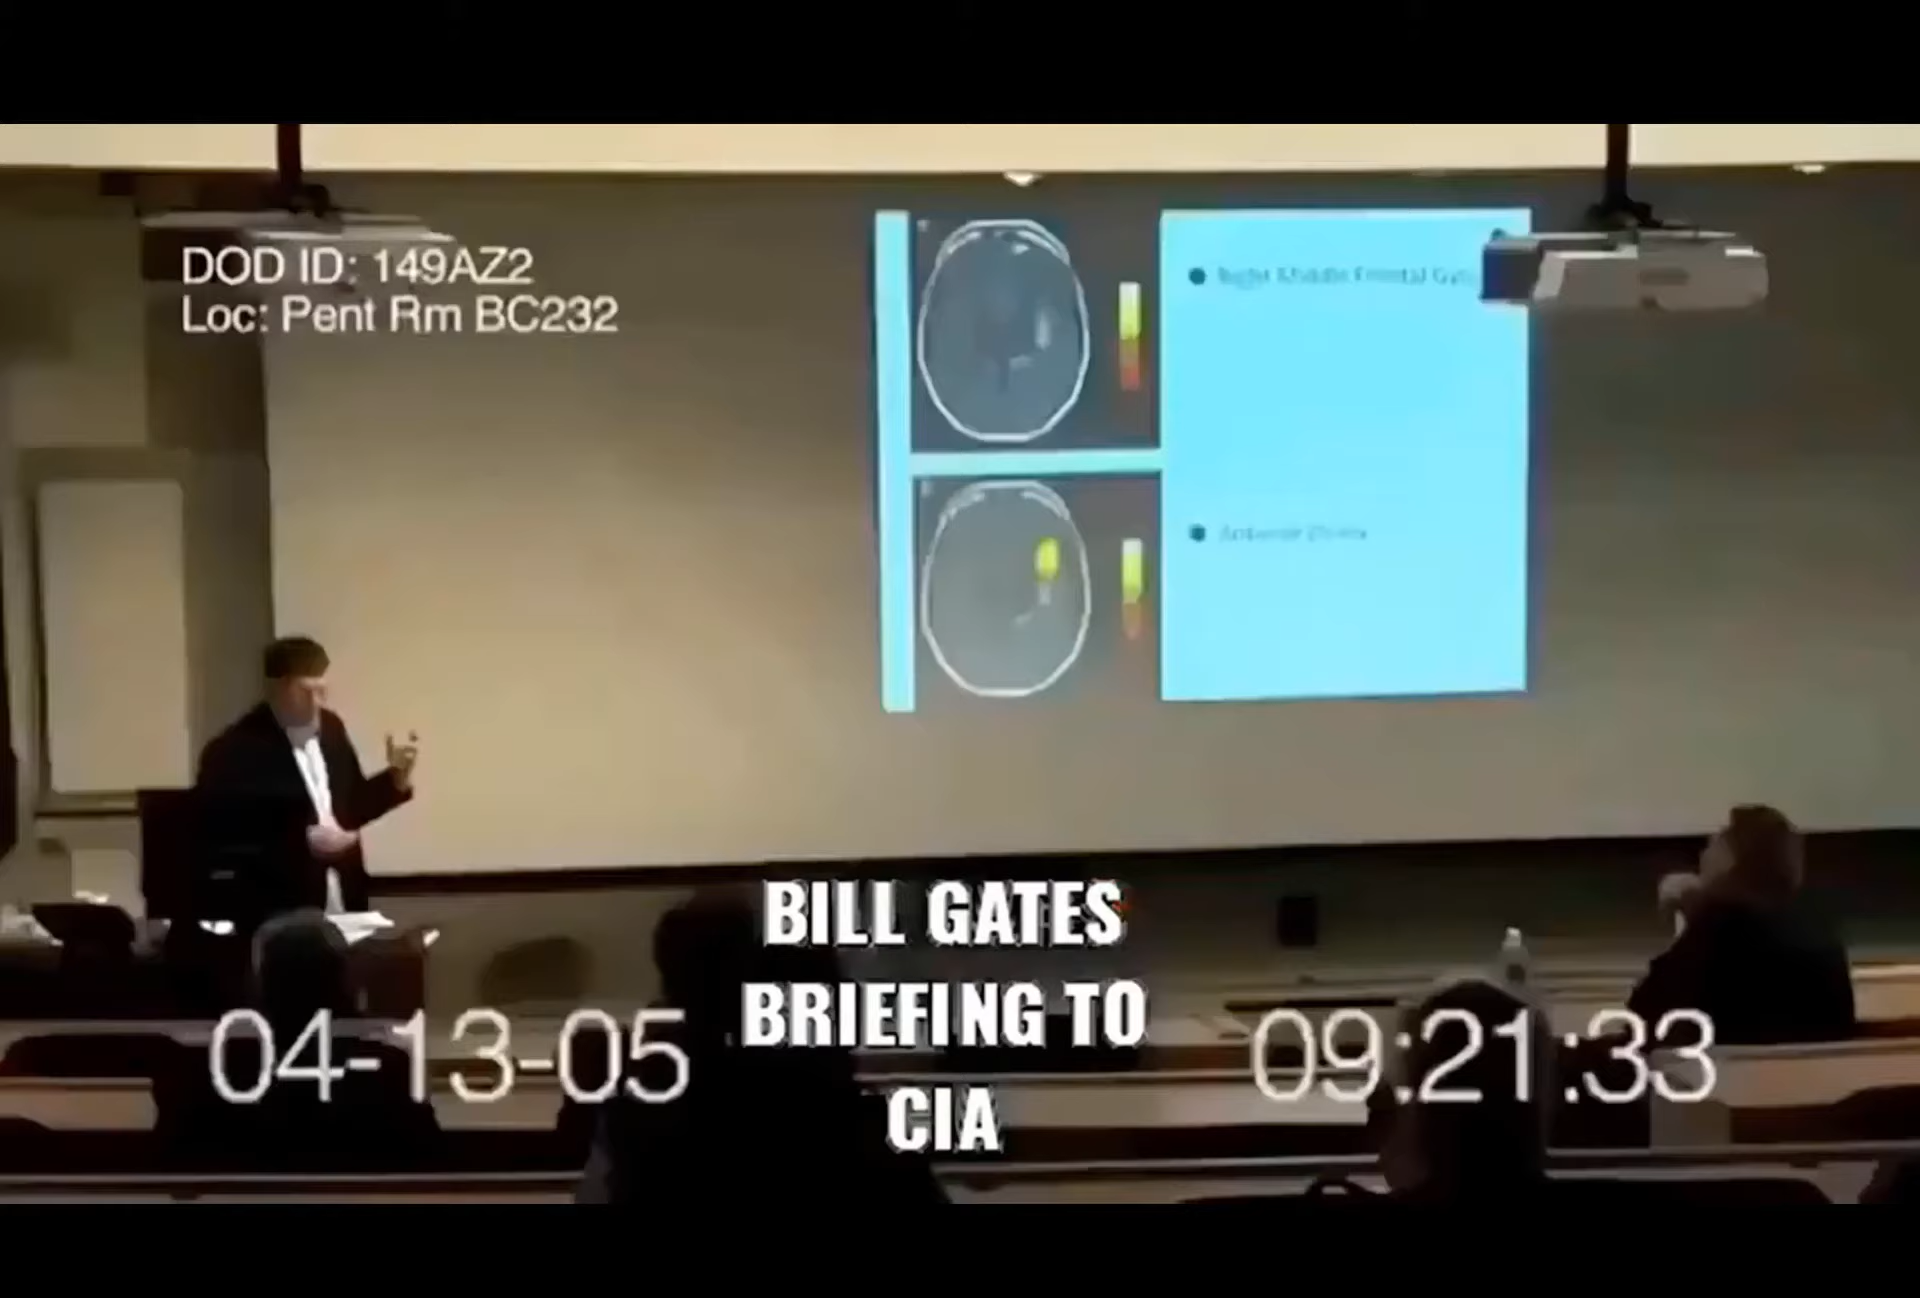 DOD ID: 149AZ2
Loc: Pent Rm BC232
BILL GATES
BRIEFING TO
CIA
04-13-05
09:21:33